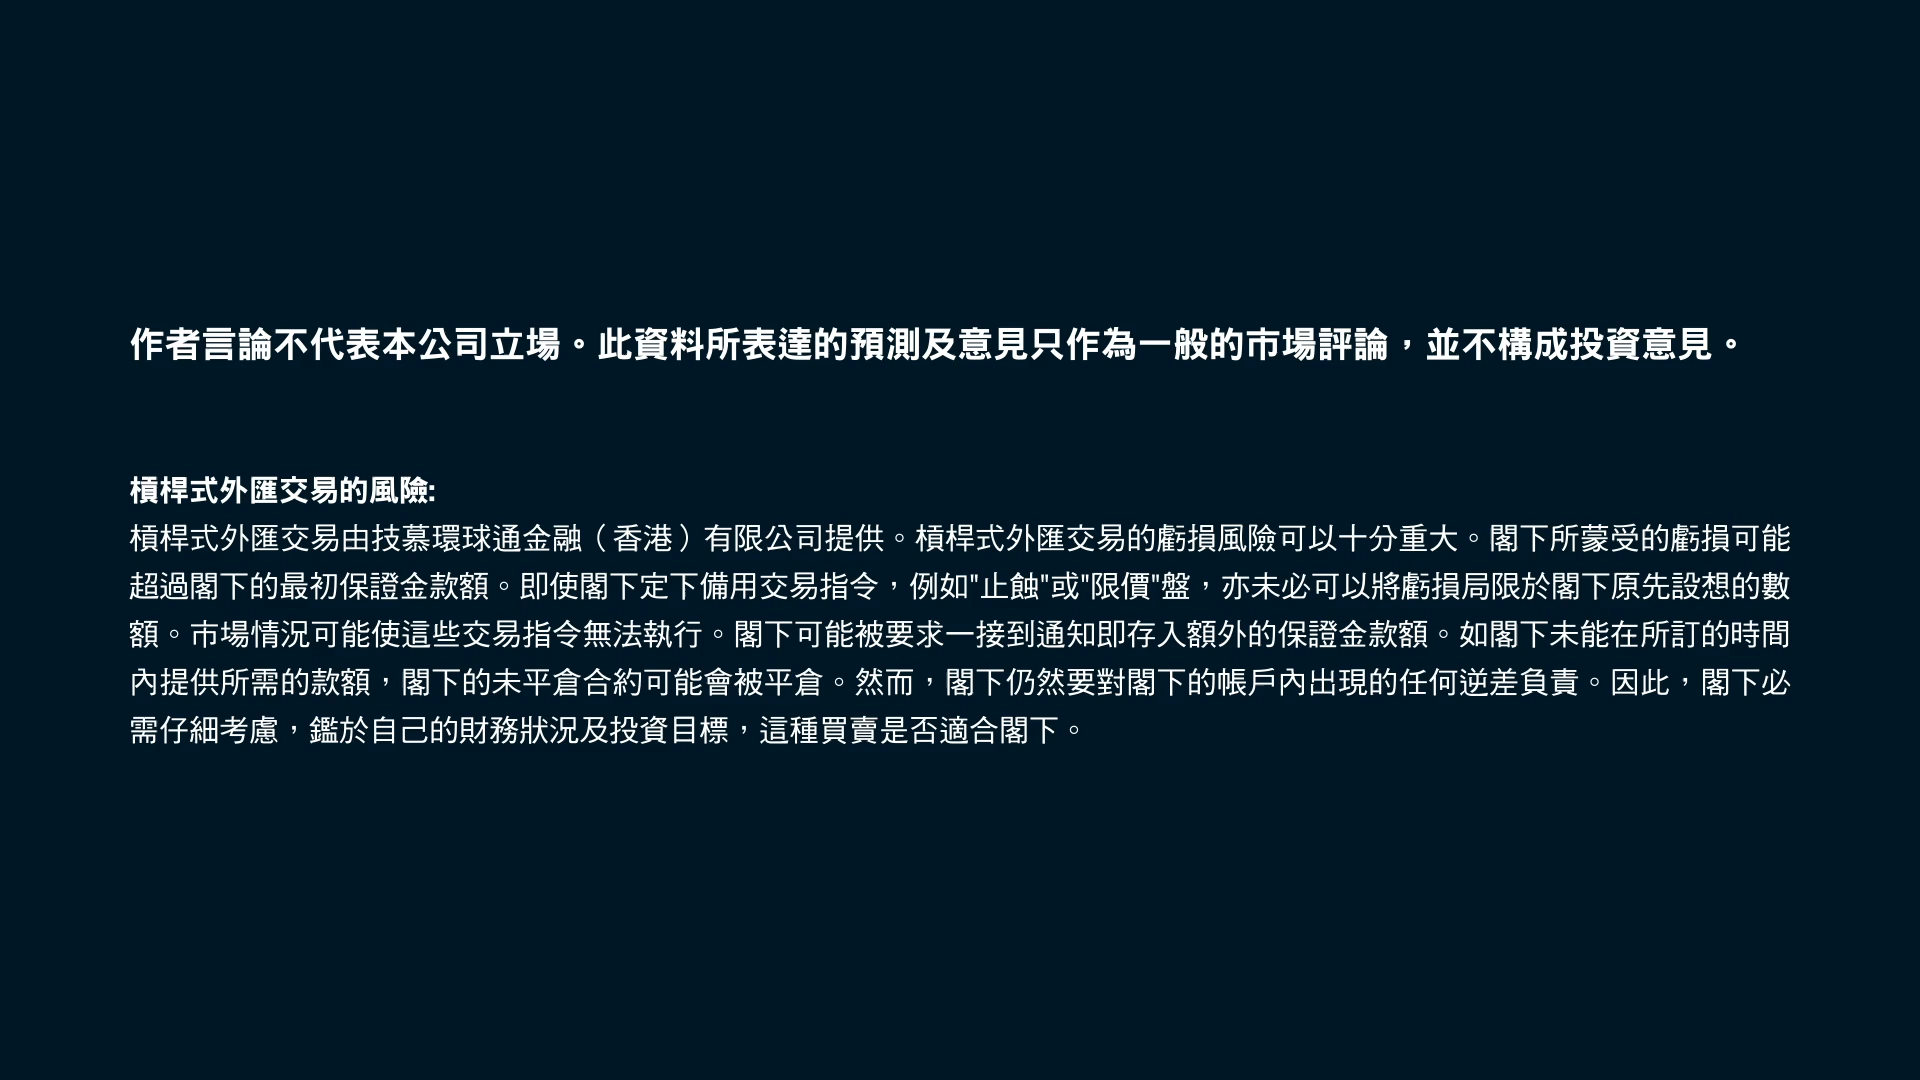 作者言論不代表本公司立場。此資料所表達的預測及意見只作為一般的市場評論，並不構成投資意見。
槓桿式外匯交易的風險:
槓桿式外匯交易由技慕環球通金融（香港）有限公司提供。槓桿式外匯交易的虧損風險可以十分重大。閣下所蒙受的虧損可能
超過閣下的最初保證金款額。即使閣下定下備用交易指令，例如"止蝕"或"限價"盤，亦未必可以將虧損局限於閣下原先設想的數
額。市場情況可能使這些交易指令無法執行。閣下可能被要求一接到通知即存入額外的保證金款額。如閣下未能在所訂的時間
內提供所需的款額，閣下的未平倉合約可能會被平倉。然而，閣下仍然要對閣下的帳戶內出現的任何逆差負責。因此，閣下必
需仔細考慮，鑑於自己的財務狀況及投資目標，這種買賣是否適合閣下。